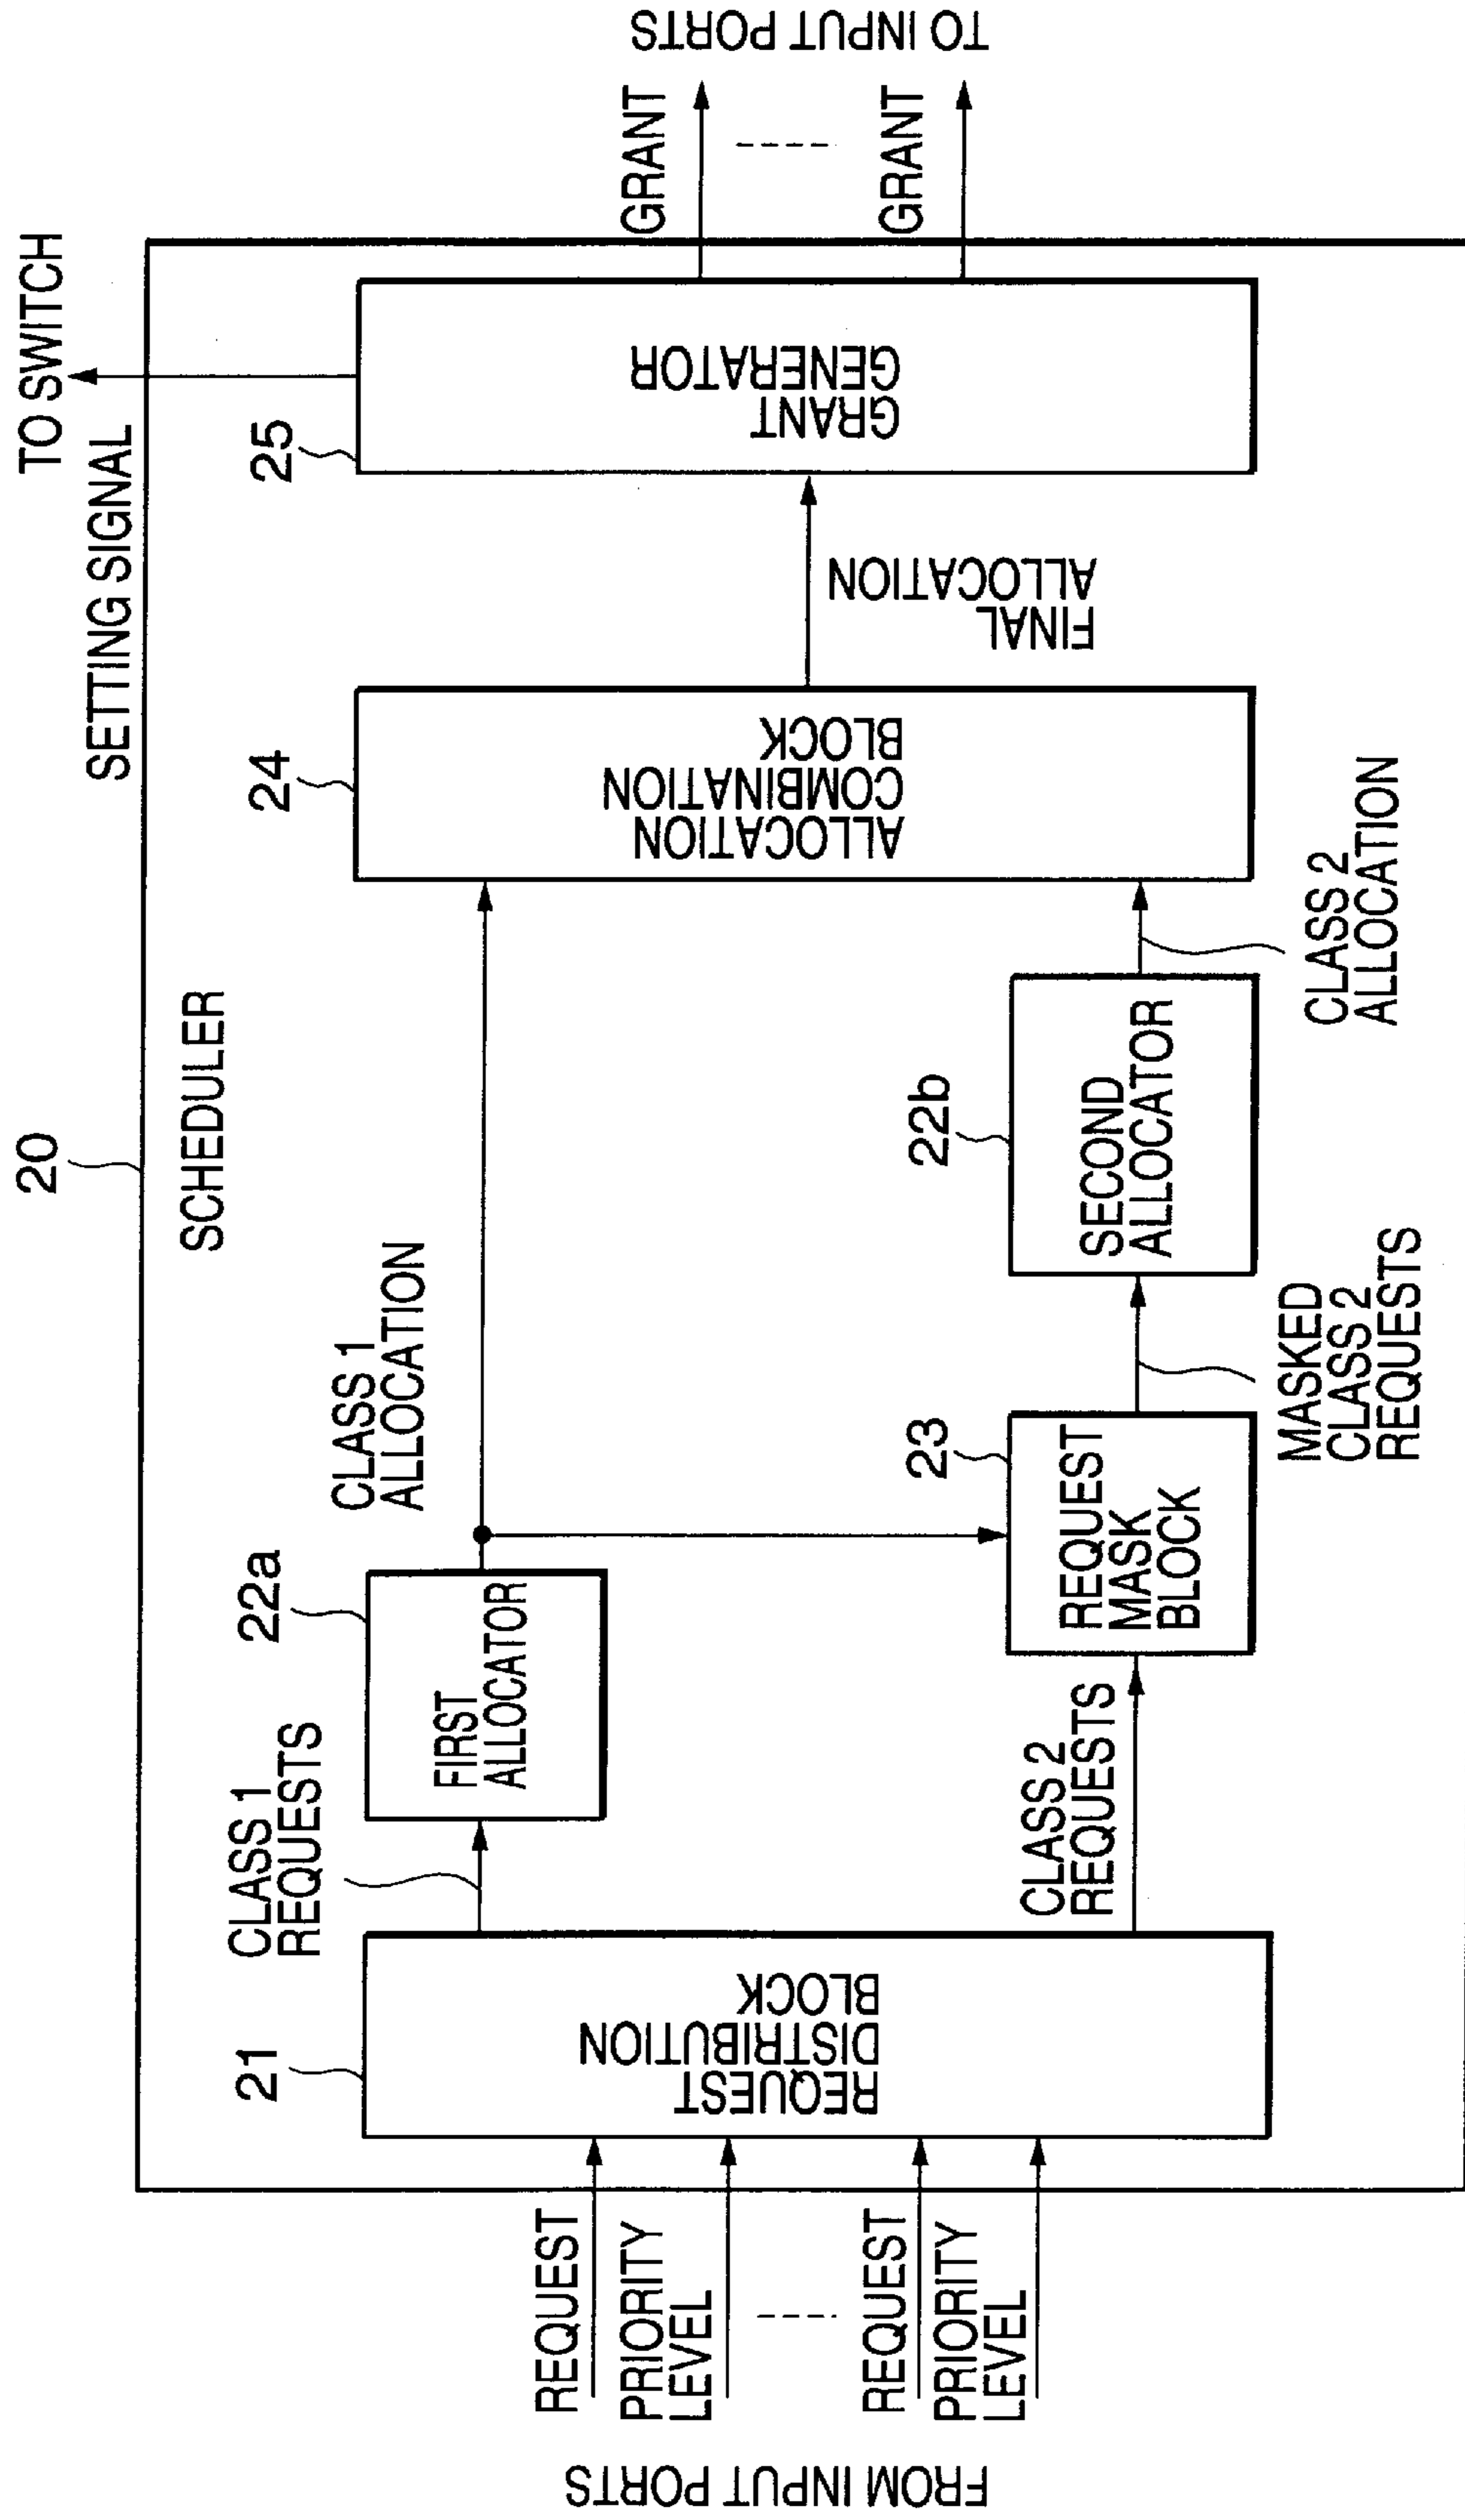 20
SCHEDULER
SETTING SIGNAL
TO SWITCH
FROM INPUT PORTS
REQUEST
PRIORITY
LEVEL
REQUEST
PRIORITY
LEVEL
21
REQUEST
DISTRIBUTION
BLOCK
CLASS 1
REQUESTS
22a
FIRST
ALLOCATOR
CLASS 1
ALLOCATION
CLASS 2
REQUESTS
23
REQUEST
MASK
BLOCK
MASKED
CLASS 2
REQUESTS
22b
SECOND
ALLOCATOR
CLASS 2
ALLOCATION
24
ALLOCATION
COMBINATION
BLOCK
FINAL
ALLOCATION
25
GRANT
GENERATOR
GRANT
GRANT
TO INPUT PORTS